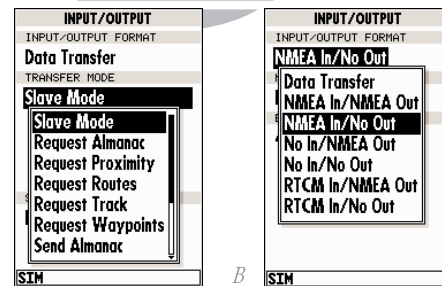 INPUT/OUTPUT
INPUT/OUTPUT FORMAT
Data Transfer
TRANSFER MODE
Slave Mode
Slave Mode
Request Almanac
Request Proximity
Request Routes
Request Track
Request Waypoints
Send Almanac
SIM
B
INPUT/OUTPUT
INPUT/OUTPUT FORMAT
NMEA In/No Out
Data Transfer
NMEA In/NMEA Out
NMEA In/No Out
No In/NMEA Out
No In/No Out
RTCM In/NMEA Out
RTCM In/No Out
SIM